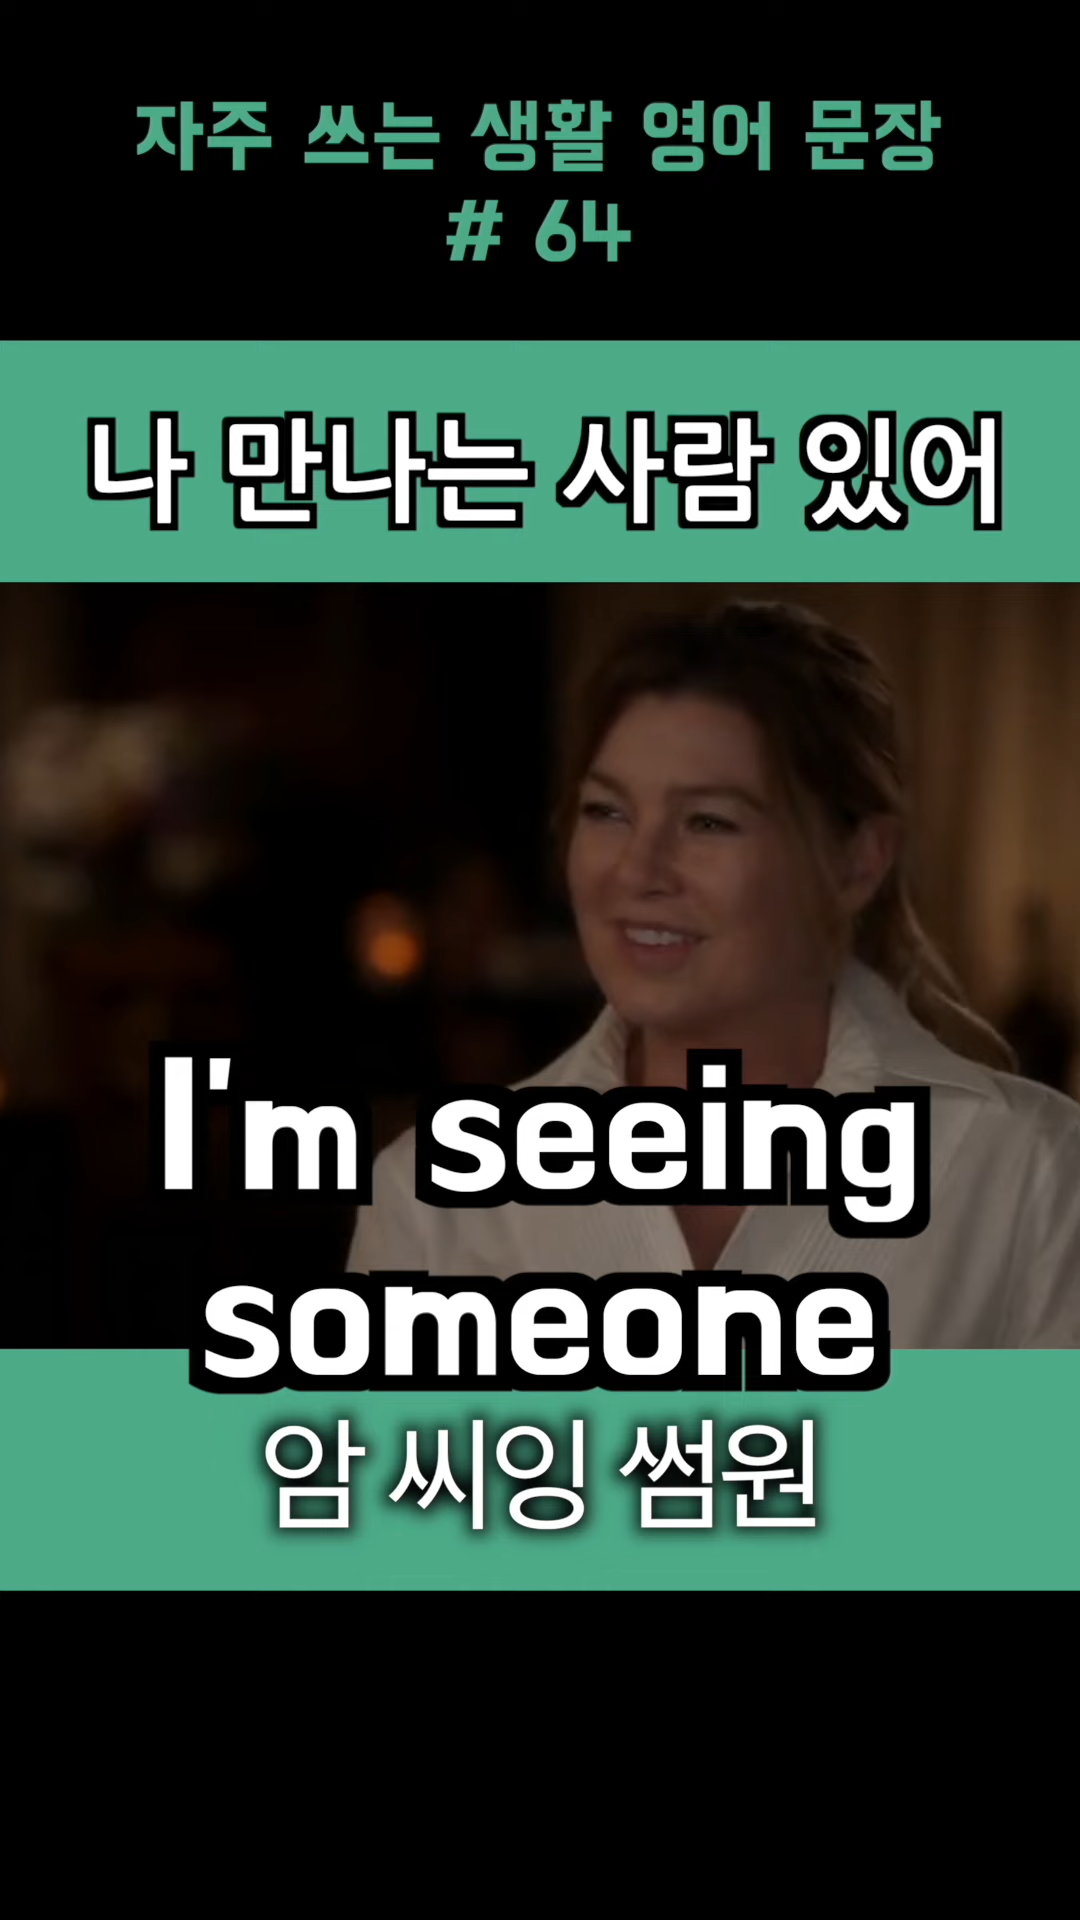 자주 쓰는 생활 영어 문장
# 64
나 만나는 사람 있어
I'm seeing
someone
암 씨잉 썸원